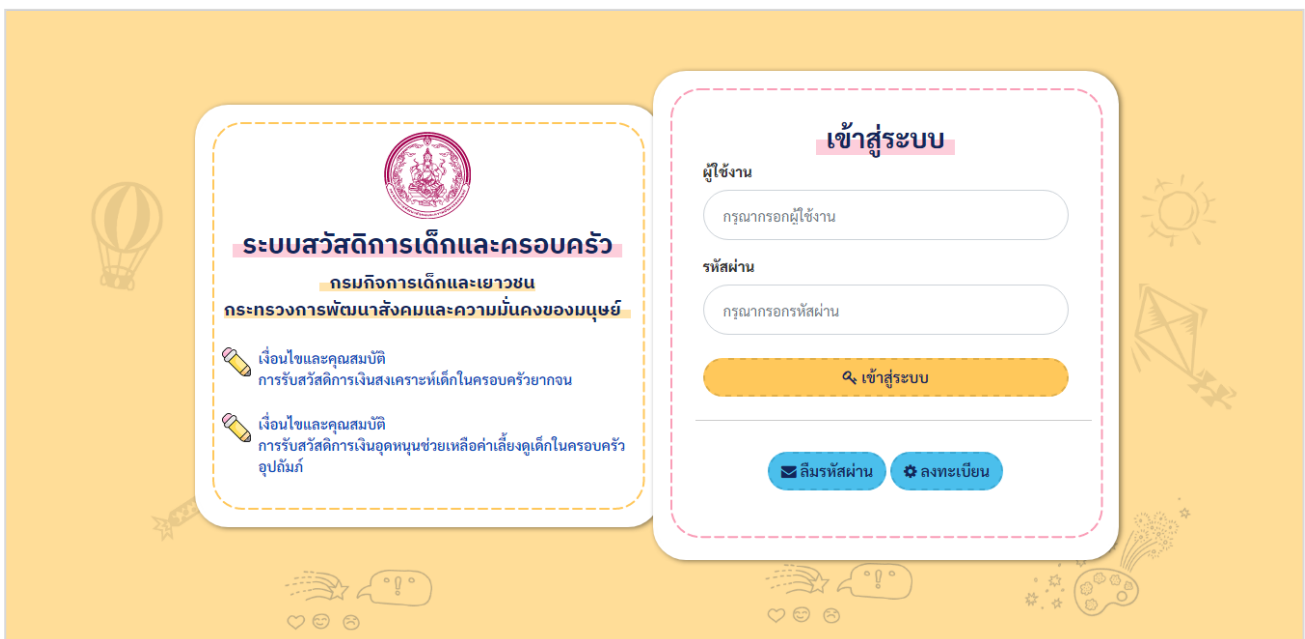 ระบบสวัสดิการเด็กและครอบครัว
กรมกิจการเด็กและเยาวชน
กระทรวงการพัฒนาสังคมและความมั่นคงของมนุษย์
เงื่อนไขและคุณสมบัติ
การรับสวัสดิการเงินสงเคราะห์เด็กในครอบครัวยากจน
เงื่อนไขและคุณสมบัติ
การรับสวัสดิการเงินอุดหนุนช่วยเหลือค่าเลี้ยงดูเด็กในครอบครัว
อุปถัมภ์
เข้าสู่ระบบ
ผู้ใช้งาน
กรุณากรอกผู้ใช้งาน
รหัสผ่าน
กรุณากรอกรหัสผ่าน
เข้าสู่ระบบ
ลืมรหัสผ่าน ลงทะเบียน